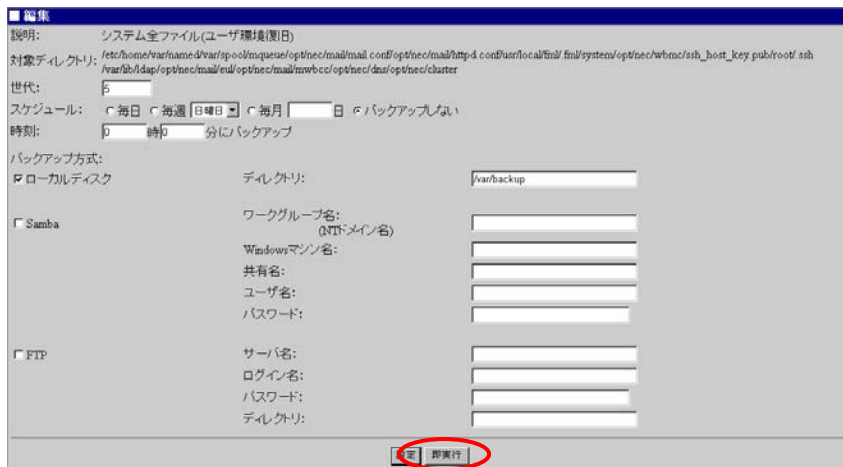 ■編集
説明: システム全ファイル(ユーザ環境復旧)
対象ディレクトリ: /etc/home/var/named/var/spool/mqueue/opt/nec/mail/mail.conf/opt/nec/mail/httpd.conf/usr/local/fml/.fml/system/opt/nec/wbmc/ssh_host_key.pub/root/.ssh
/var/lib/ldap/opt/nec/mail/eul/opt/nec/mail/mwbcc/opt/nec/dns/opt/nec/cluster
世代: 5
スケジュール: 毎日 毎週 日曜日 毎月 日 バックアップしない
時刻: 0 時 0 分にバックアップ
バックアップ方式:
ローカルディスク ディレクトリ: /var/backup
Samba ワークグループ名:
(NTドメイン名)
Windowsマシン名:
共有名:
ユーザ名:
パスワード:
FTP サーバ名:
ログイン名:
パスワード:
ディレクトリ:
設定 即実行